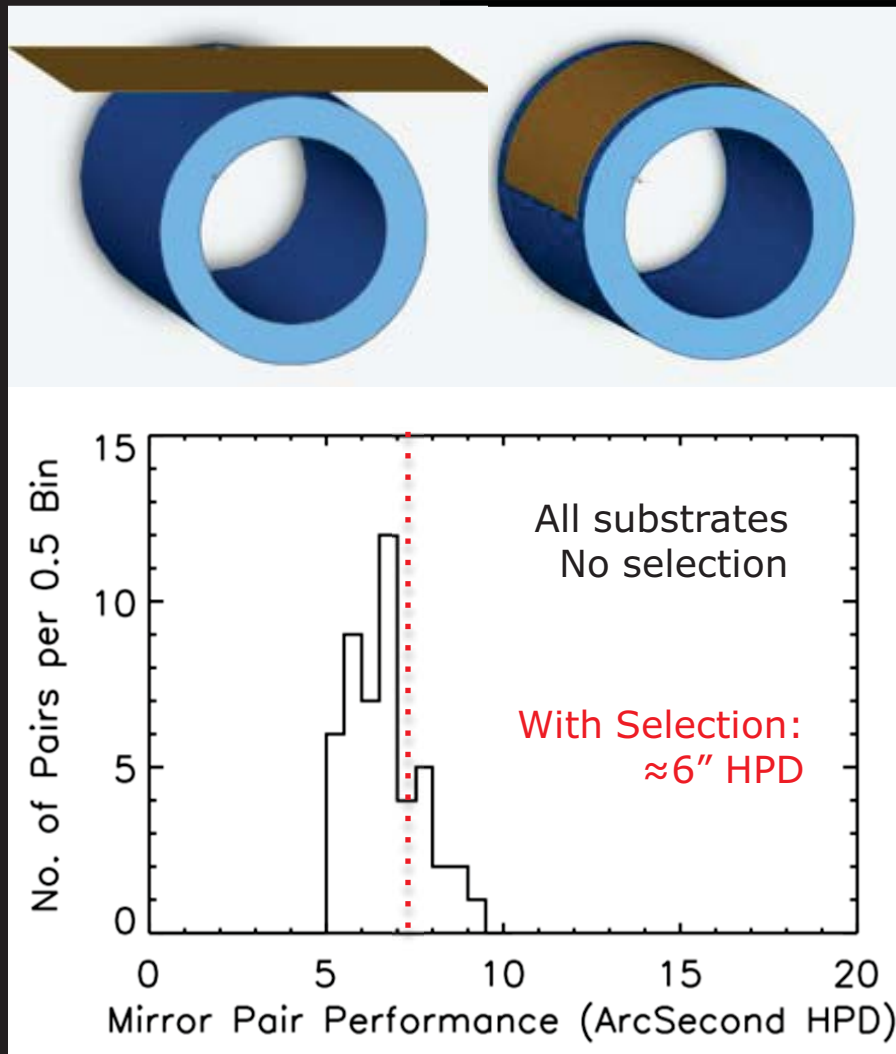 No. of Pairs per 0.5 Bin
15
10
5
0
All substrates
No selection
With Selection:
≈6” HPD
0 5 10 15 20
Mirror Pair Performance (ArcSecond HPD)